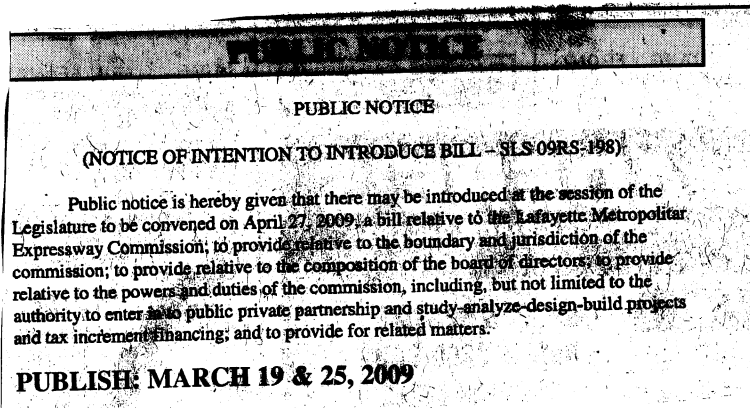 PUBLIC NOTICE
PUBLIC NOTICE
(NOTICE OF INTENTION TO INTRODUCE BILL – SLS 09RS-198)
Public notice is hereby given that there may be introduced at the session of the
Legislature to be convened on April 27, 2009, a bill relative to the Lafayette Metropolitan
Expressway Commission; to provide relative to the boundary and jurisdiction of the
commission; to provide relative to the composition of the board of directors; to provide
relative to the powers and duties of the commission, including, but not limited to the
authority to enter into public private partnership and study-analyze-design-build projects
and tax increment financing; and to provide for related matters.
PUBLISH: MARCH 19 & 25, 2009